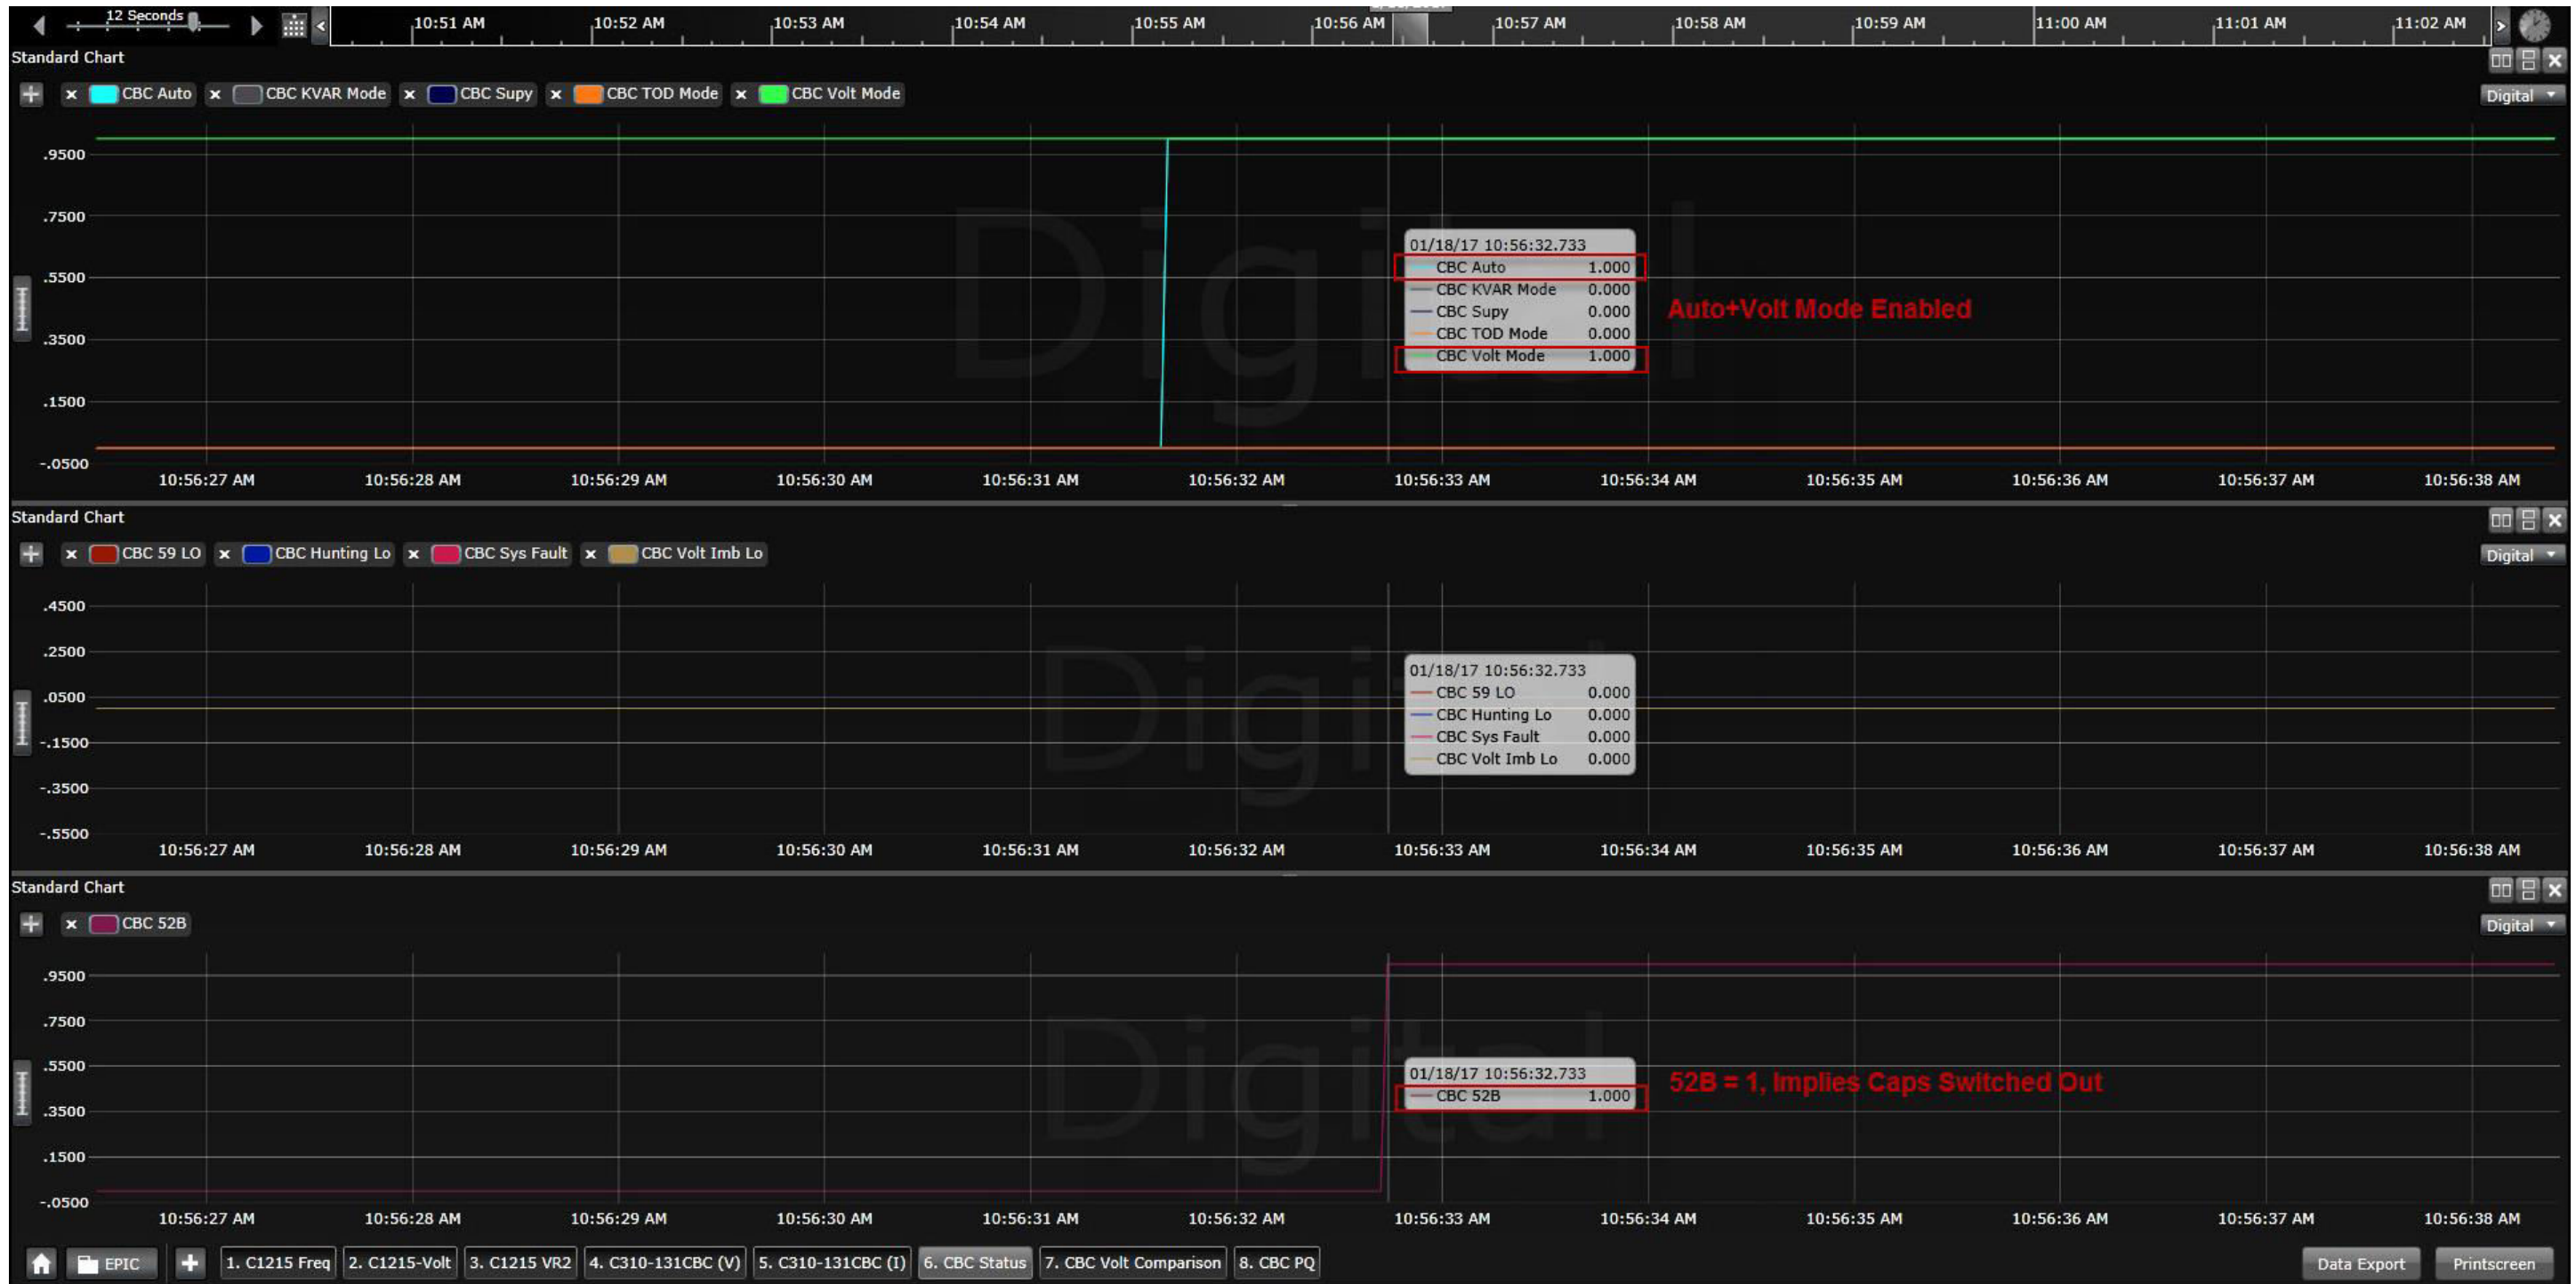 12 Seconds
10:51 AM 10:52 AM 10:53 AM 10:54 AM 10:55 AM 10:56 AM 10:57 AM 10:58 AM 10:59 AM 11:00 AM 11:01 AM 11:02 AM
Standard Chart
CBC Auto CBC KVAR Mode CBC Supy CBC TOD Mode CBC Volt Mode
Digital
Digital
.9500
.7500
.5500
.3500
.1500
-.0500
01/18/17 10:56:32.733
CBC Auto 1.000
CBC KVAR Mode 0.000
CBC Supy 0.000
CBC TOD Mode 0.000
CBC Volt Mode 1.000
Auto+Volt Mode Enabled
10:56:27 AM 10:56:28 AM 10:56:29 AM 10:56:30 AM 10:56:31 AM 10:56:32 AM 10:56:33 AM 10:56:34 AM 10:56:35 AM 10:56:36 AM 10:56:37 AM 10:56:38 AM
Standard Chart
CBC 59 LO CBC Hunting Lo CBC Sys Fault CBC Volt Imb Lo
Digital
Digital
.4500
.2500
.0500
-.1500
-.3500
-.5500
01/18/17 10:56:32.733
CBC 59 LO 0.000
CBC Hunting Lo 0.000
CBC Sys Fault 0.000
CBC Volt Imb Lo 0.000
10:56:27 AM 10:56:28 AM 10:56:29 AM 10:56:30 AM 10:56:31 AM 10:56:32 AM 10:56:33 AM 10:56:34 AM 10:56:35 AM 10:56:36 AM 10:56:37 AM 10:56:38 AM
Standard Chart
CBC 52B
Digital
Digital
.9500
.7500
.5500
.3500
.1500
-.0500
01/18/17 10:56:32.733
CBC 52B 1.000
52B = 1, Implies Caps Switched Out
10:56:27 AM 10:56:28 AM 10:56:29 AM 10:56:30 AM 10:56:31 AM 10:56:32 AM 10:56:33 AM 10:56:34 AM 10:56:35 AM 10:56:36 AM 10:56:37 AM 10:56:38 AM
EPIC 1. C1215 Freq 2. C1215-Volt 3. C1215 VR2 4. C310-131CBC (V) 5. C310-131CBC (I) 6. CBC Status 7. CBC Volt Comparison 8. CBC PQ Data Export Printscreen